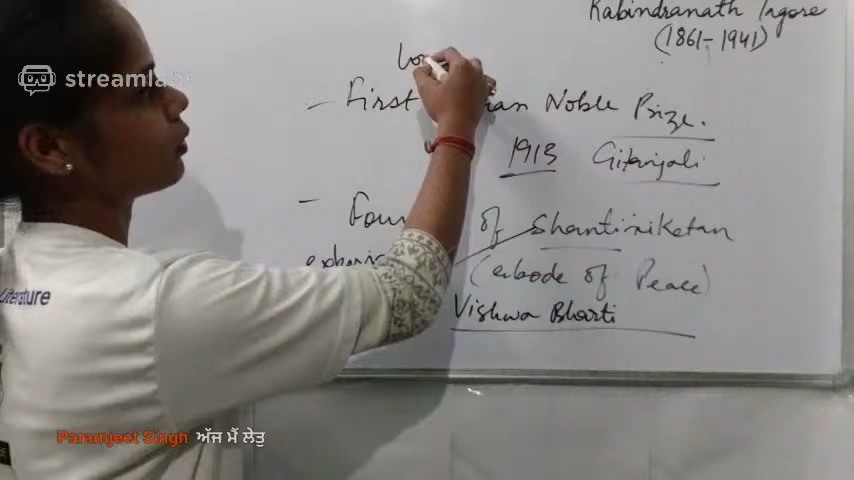 Rabindranath Tagore
(1861-1941)
streamlabs
- First Noble Prize.
1913 Gitanjali
- of Shantiniketan
(abode of Peace)
Literature
Vishwa Bharti
Paramjeet Singh ਅੱਜ ਮੈਂ ਲੇਤੁ